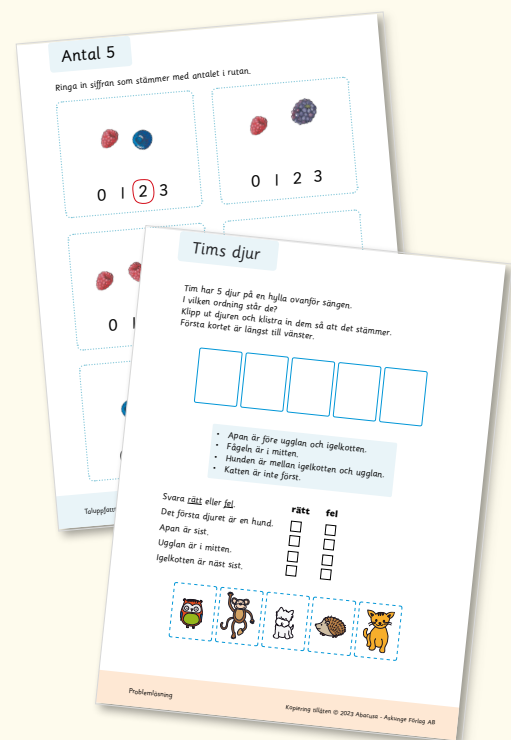 Antal 5
Ringa in siffran som stämmer med antalet i rutan.
0 1 2 3
0 1 2 3
0
Tims djur
Tim har 5 djur på en hylla ovanför sängen.
I vilken ordning står de?
Klipp ut djuren och klistra in dem så att det stämmer.
Första kortet är längst till vänster.
• Apan är före ugglan och igelkotten.
• Fågeln är i mitten.
• Hunden är mellan igelkotten och ugglan.
• Katten är inte först.
Svara rätt eller fel.
rätt fel
Det första djuret är en hund.
Apan är sist.
Ugglan är i mitten.
Igelkotten är näst sist.
Problemlösning
Kopiering tillåten © 2023 Abacusa - Askunge Förlag AB